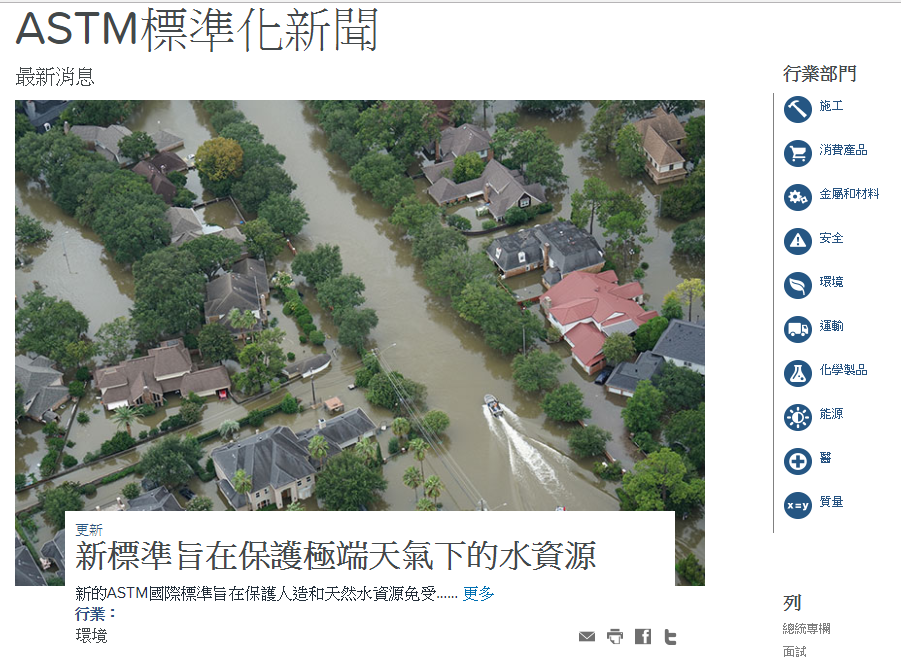 ASTM標準化新聞
最新消息
更新
新標準旨在保護極端天氣下的水資源
新的ASTM國際標準旨在保護人造和天然水資源免受...... 更多
行業：
環境
行業部門
施工
消費產品
金屬和材料
安全
環境
運輸
化學製品
能源
醫
x=y
質量
列
總統專欄
面試